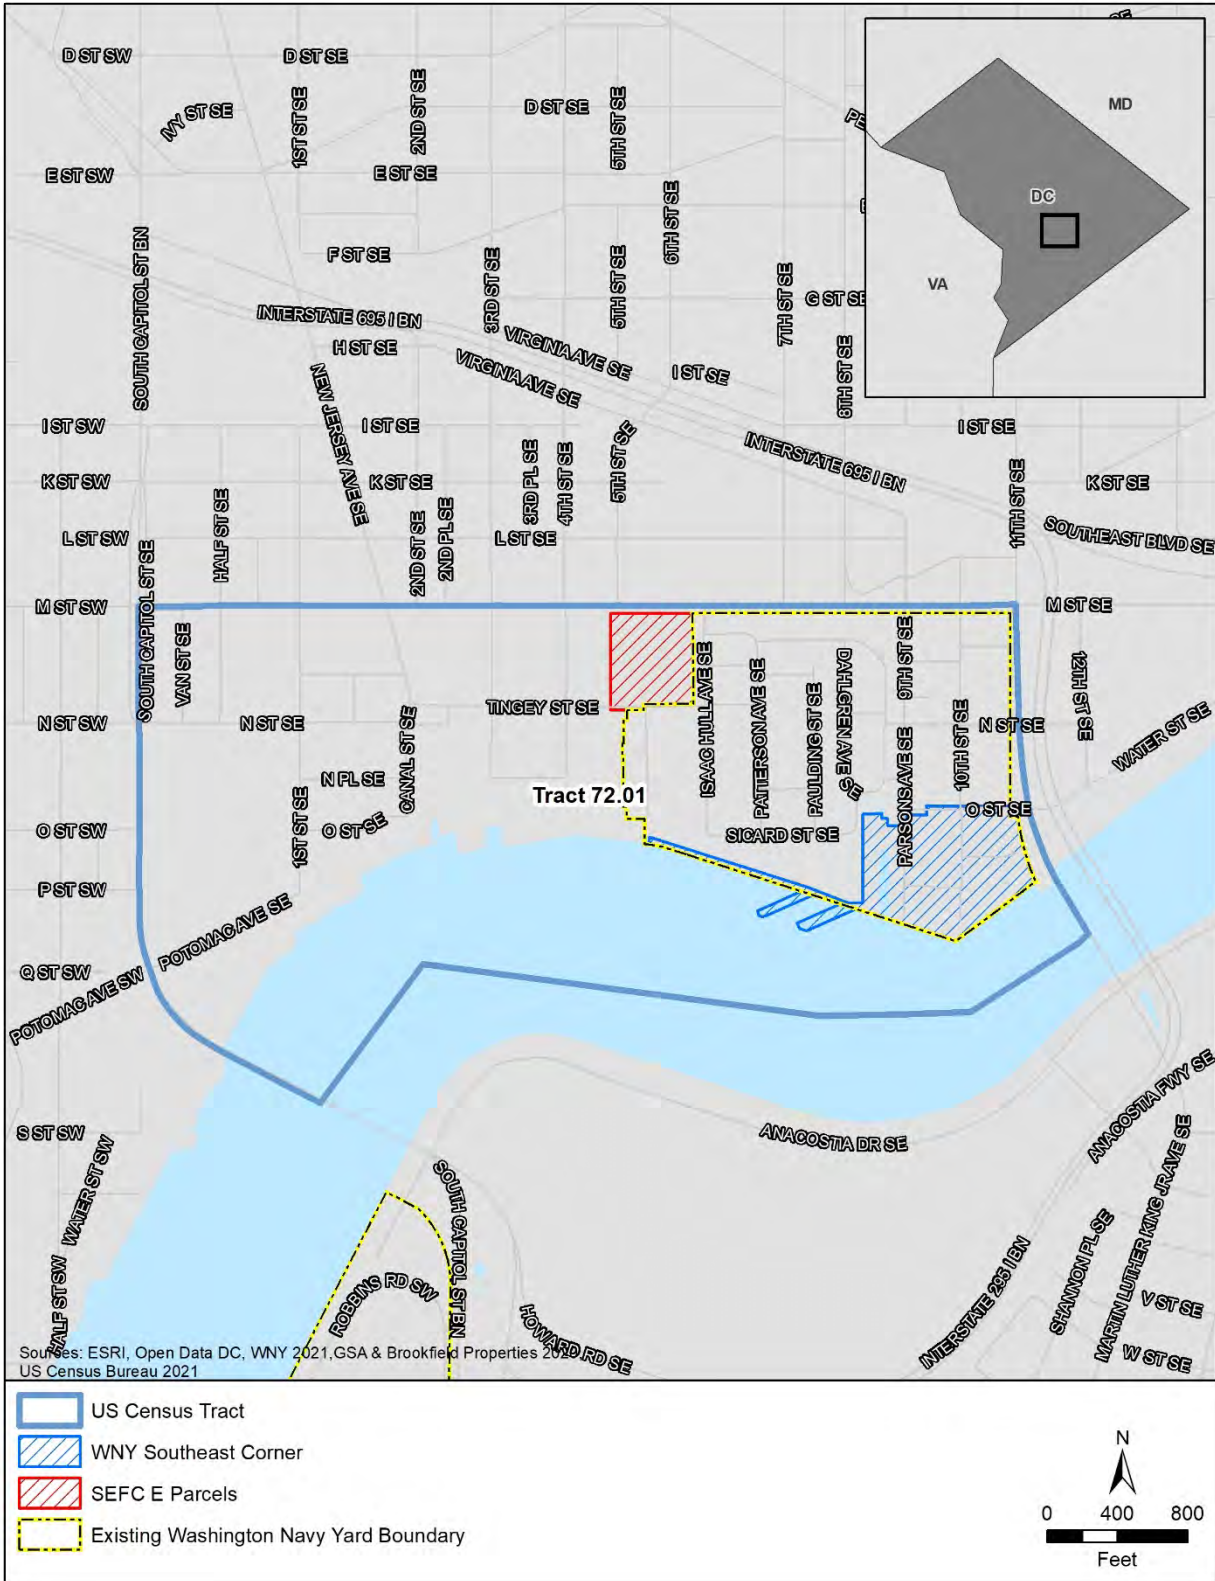 D ST SW
D ST SE
IVY ST SE
1ST ST SE
2ND ST SE
D ST SE
5TH ST SE
MD
DC
VA
E ST SW
E ST SE
6TH ST SE
F ST SE
SOUTH CAPITOL ST BN
3RD ST SE
5TH ST SE
7TH ST SE
G ST SE
8TH ST SE
INTERSTATE 695 I BN
H ST SE
VIRGINIA AVE SE
VIRGINIA AVE SE
I ST SE
NEW JERSEY AVE SE
I ST SW
I ST SE
I ST SE
5TH ST SE
3RD PL SE
4TH ST SE
INTERSTATE 695 I BN
K ST SW
K ST SE
K ST SE
HALF ST SE
2ND ST SE
2ND PL SE
L ST SW
L ST SE
11TH ST SE
SOUTHEAST BLVD SE
M ST SW
M ST SE
SOUTH CAPITOL ST SE
VAN ST SE
ISAAC HULL AVE SE
PATTERSON AVE SE
PAULDING ST SE
DAHLGREN AVE SE
9TH ST SE
PARSONS AVE SE
10TH ST SE
12TH ST SE
WATER ST SE
TINGEY ST SE
N ST SW
N ST SE
N ST SE
CANAL ST SE
N PL SE
Tract 72.01
1ST ST SE
O ST SW
O ST SE
SICARD ST SE
O ST SE
P ST SW
POTOMAC AVE SE
Q ST SW
POTOMAC AVE SW
S ST SW
WATER ST SW
ANACOSTIA DR SE
ANACOSTIA FWY SE
SOUTH CAPITOL ST BN
ROBBINS RD SW
HALF ST SW
HOWARD RD SE
INTERSTATE 295 I BN
SHANNON PL SE
MARTIN LUTHER KING JR AVE SE
V ST SE
W ST SE
Sources: ESRI, Open Data DC, WNY 2021,GSA & Brookfield Properties
US Census Bureau 2021
US Census Tract
WNY Southeast Corner
SEFC E Parcels
Existing Washington Navy Yard Boundary
N
0 400 800
Feet